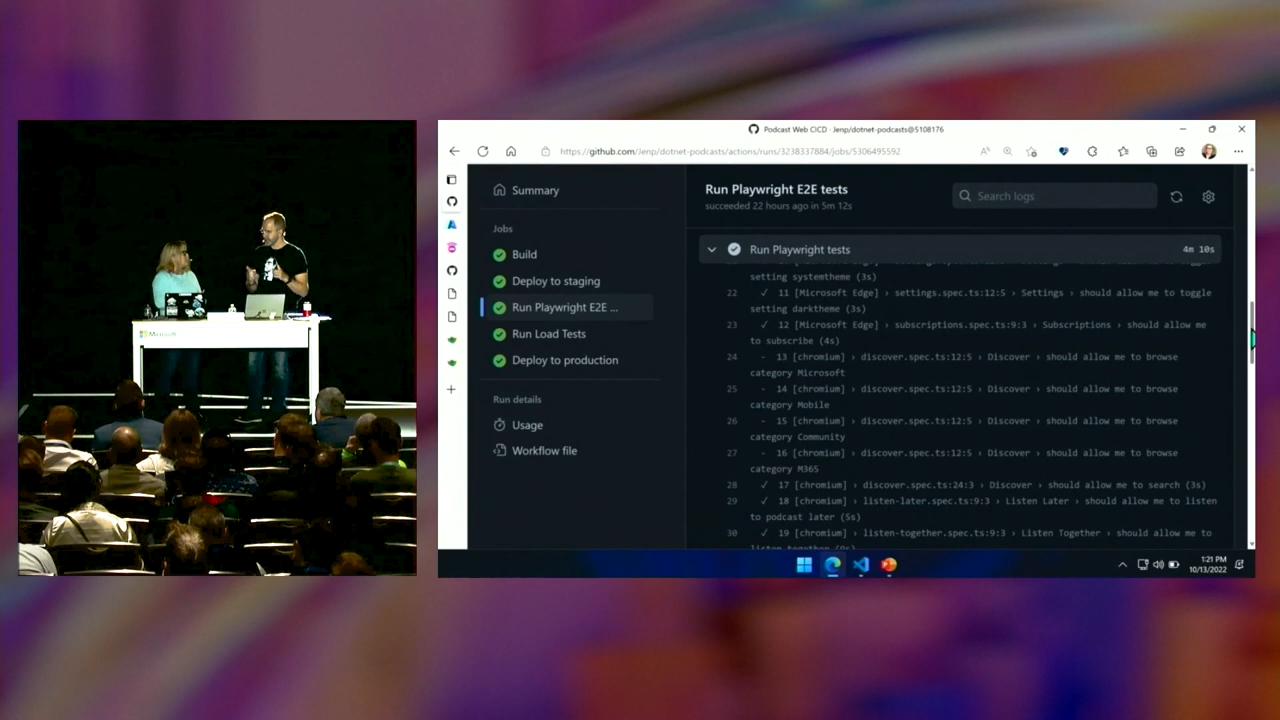 Microsoft
Podcast Web CICD · Jenp/dotnet-podcasts@5108176
https://github.com/Jenp/dotnet-podcasts/actions/runs/3238337884/jobs/5306495592
Summary
Jobs
Build
Deploy to staging
Run Playwright E2E ...
Run Load Tests
Deploy to production
Run details
Usage
Workflow file
Run Playwright E2E tests
succeeded 22 hours ago in 5m 12s
Search logs
Run Playwright tests
4m 10s
setting systemtheme (3s)
22 ✓ 11 [Microsoft Edge] › settings.spec.ts:12:5 › Settings › should allow me to toggle
setting darktheme (3s)
23 ✓ 12 [Microsoft Edge] › subscriptions.spec.ts:9:3 › Subscriptions › should allow me
to subscribe (4s)
24 - 13 [chromium] › discover.spec.ts:12:5 › Discover › should allow me to browse
category Microsoft
25 - 14 [chromium] › discover.spec.ts:12:5 › Discover › should allow me to browse
category Mobile
26 - 15 [chromium] › discover.spec.ts:12:5 › Discover › should allow me to browse
category Community
27 - 16 [chromium] › discover.spec.ts:12:5 › Discover › should allow me to browse
category M365
28 ✓ 17 [chromium] › discover.spec.ts:24:3 › Discover › should allow me to search (3s)
29 ✓ 18 [chromium] › listen-later.spec.ts:9:3 › Listen Later › should allow me to listen
to podcast later (5s)
30 ✓ 19 [chromium] › listen-together.spec.ts:9:3 › Listen Together › should allow me to
1:21 PM
10/13/2022